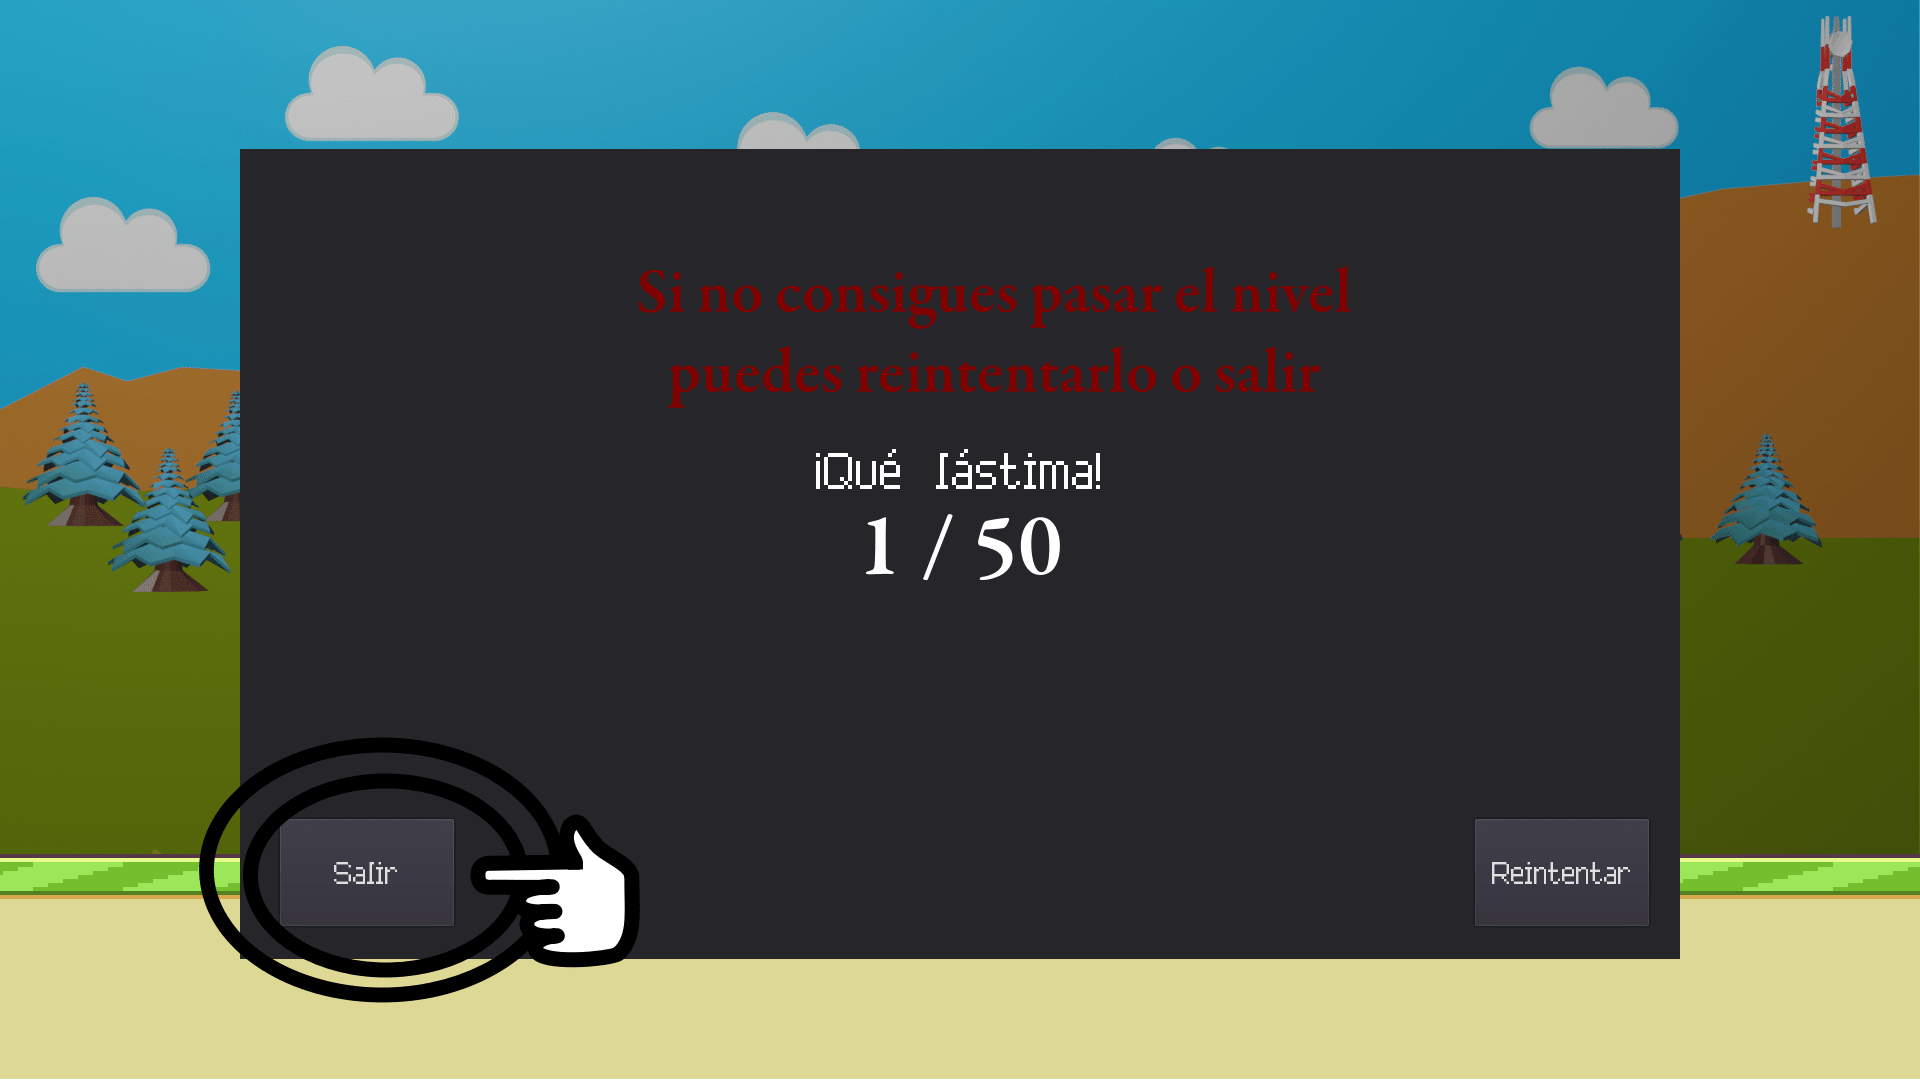 Si no consigues pasar el nivel
puedes reintentarlo o salir
¡Qué lástima!
1 / 50
Salir
Reintentar